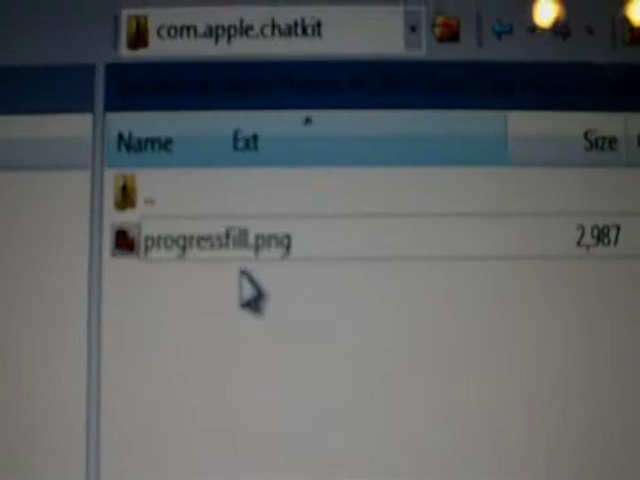 com.apple.chatkit
Name Ext Size
..
progressfill.png 2,987